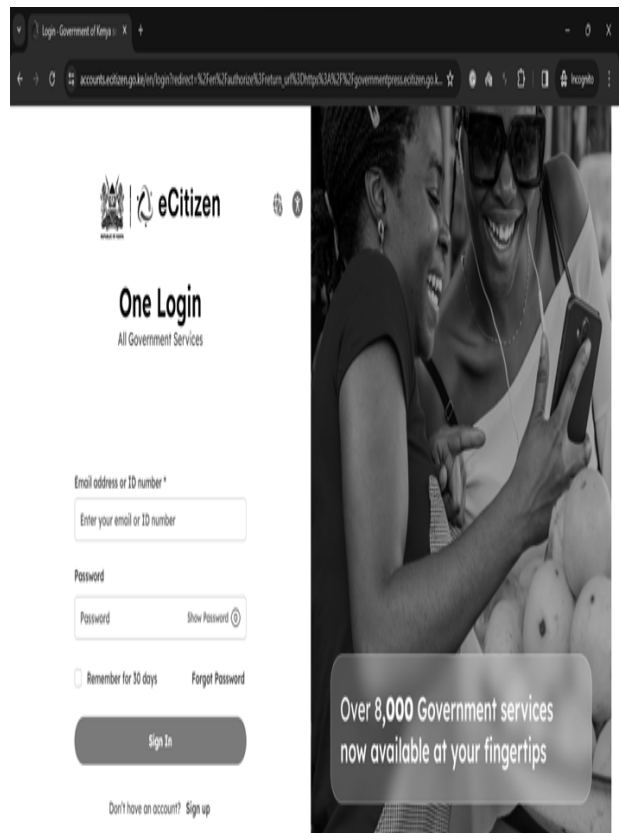 Login - Government of Kenya
accounts.ecitizen.go.ke/en/login?redirect=%2Fen%2Fauthorize%3Freturn_url%3Dhttps%3A%2F%2Fgovernmentpress.ecitizen.go.k...
Incognito
REPUBLIC OF KENYA
eCitizen
One Login
All Government Services
Email address or ID number *
Enter your email or ID number
Password
Password Show Password
Remember for 30 days Forgot Password
Sign In
Don't have an account? Sign up
Over 8,000 Government services
now available at your fingertips